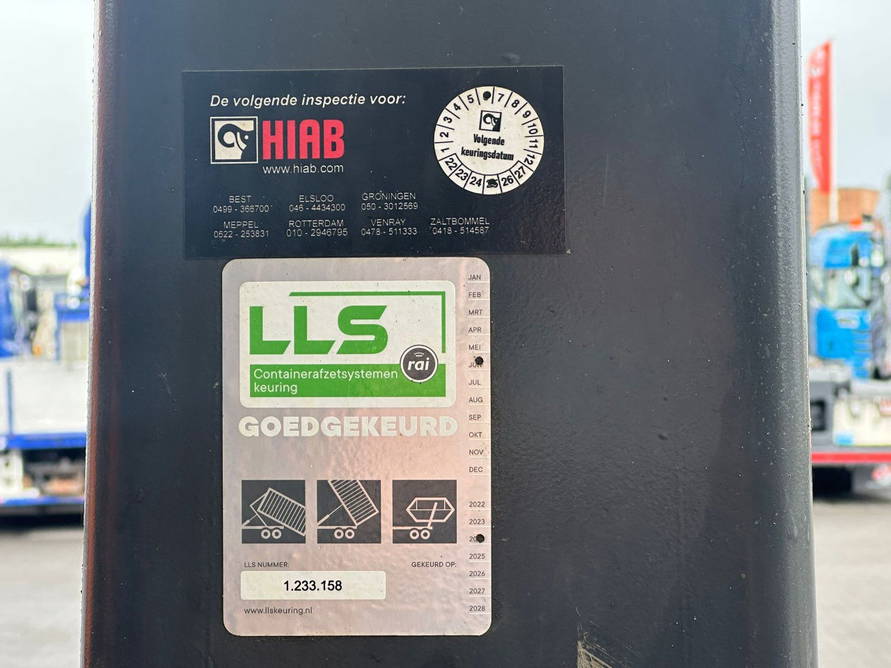 De volgende inspectie voor:
HIAB
www.hiab.com
BEST
0499 - 366700
ELSLOO
046 - 4434300
GRONINGEN
050 - 3012569
MEPPEL
0522 - 253831
ROTTERDAM
010 - 2946795
VENRAY
0478 - 511333
ZALTBOMMEL
0418 - 514587
1 2 3 4 5 7 8 9 10 11 12
Volgende
keuringsdatum
22 23 24 25 26 27
LLS
rai
Containerafzetsystemen
keuring
GOEDGEKEURD
JAN
FEB
MRT
APR
MEI
JUN
JUL
AUG
SEP
OKT
NOV
DEC
2022
2023
2025
2026
2027
2028
LLS NUMMER:
GEKEURD OP:
1.233.158
www.llskeuring.nl